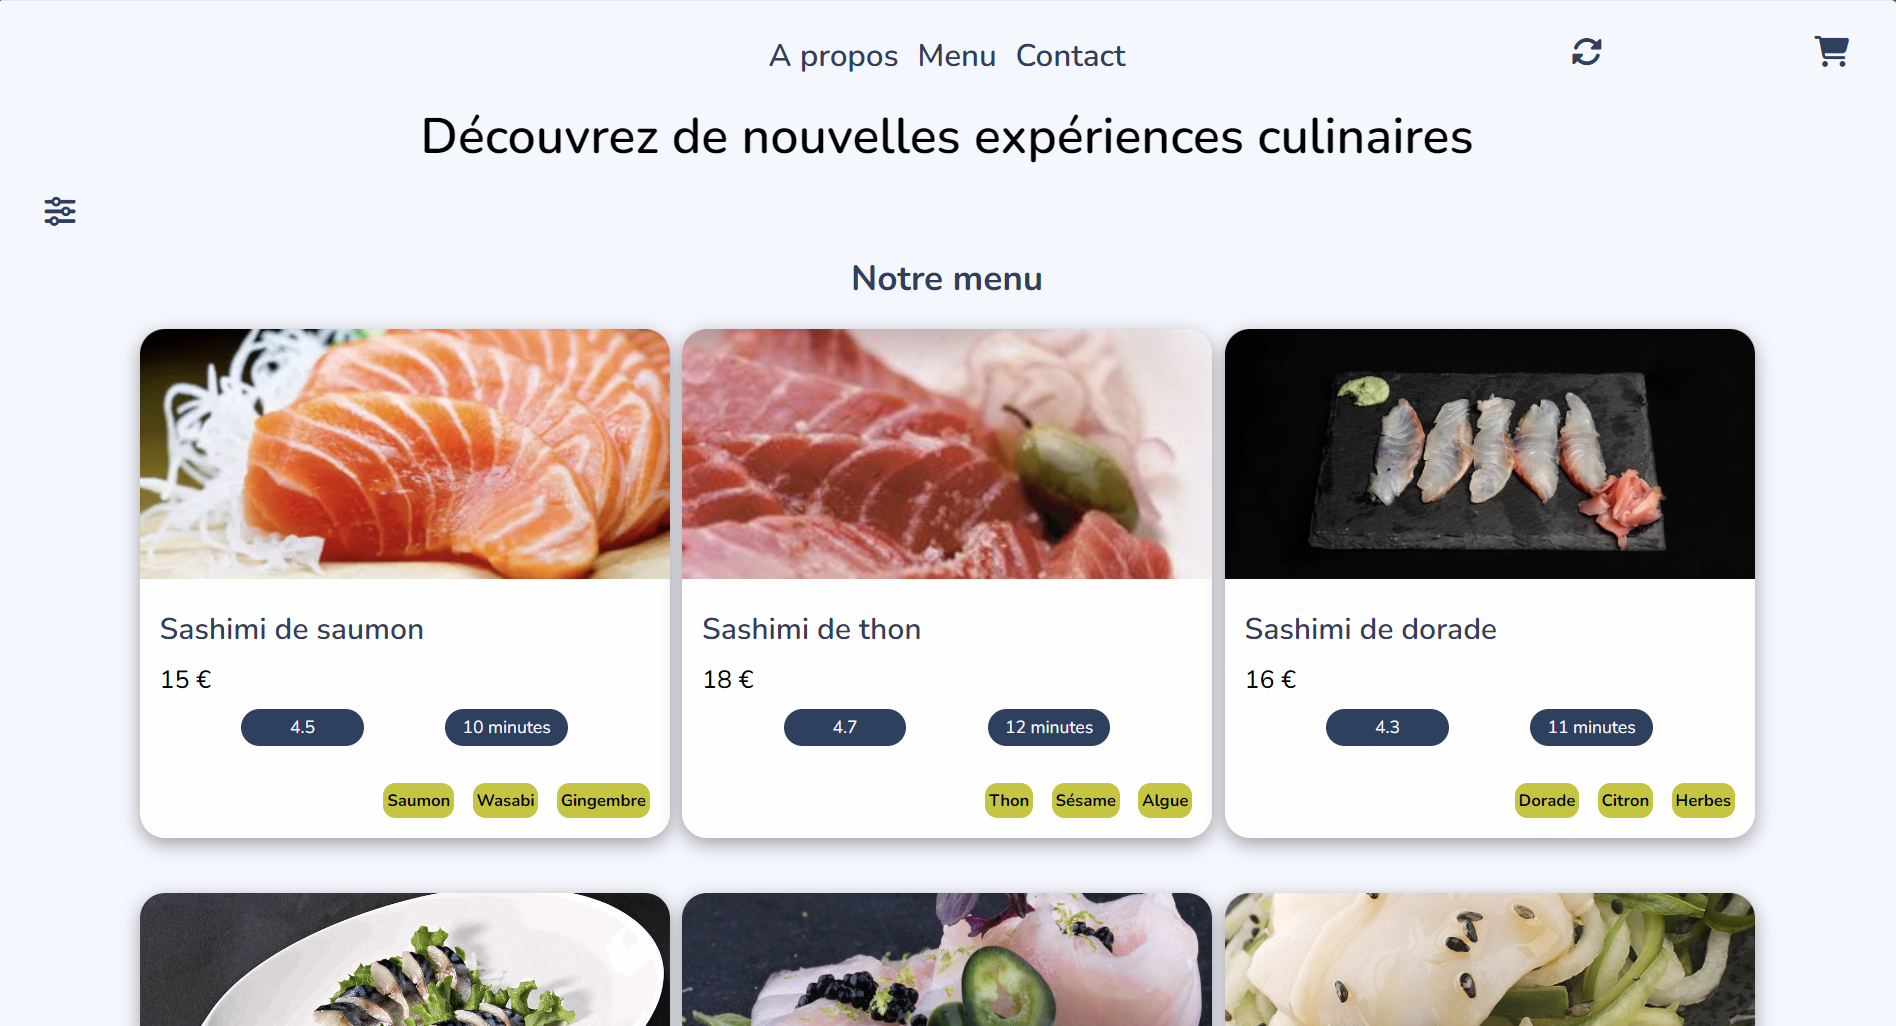 A propos Menu Contact
Découvrez de nouvelles expériences culinaires
Notre menu
Sashimi de saumon
15 €
4.5 10 minutes
Saumon Wasabi Gingembre
Sashimi de thon
18 €
4.7 12 minutes
Thon Sésame Algue
Sashimi de dorade
16 €
4.3 11 minutes
Dorade Citron Herbes